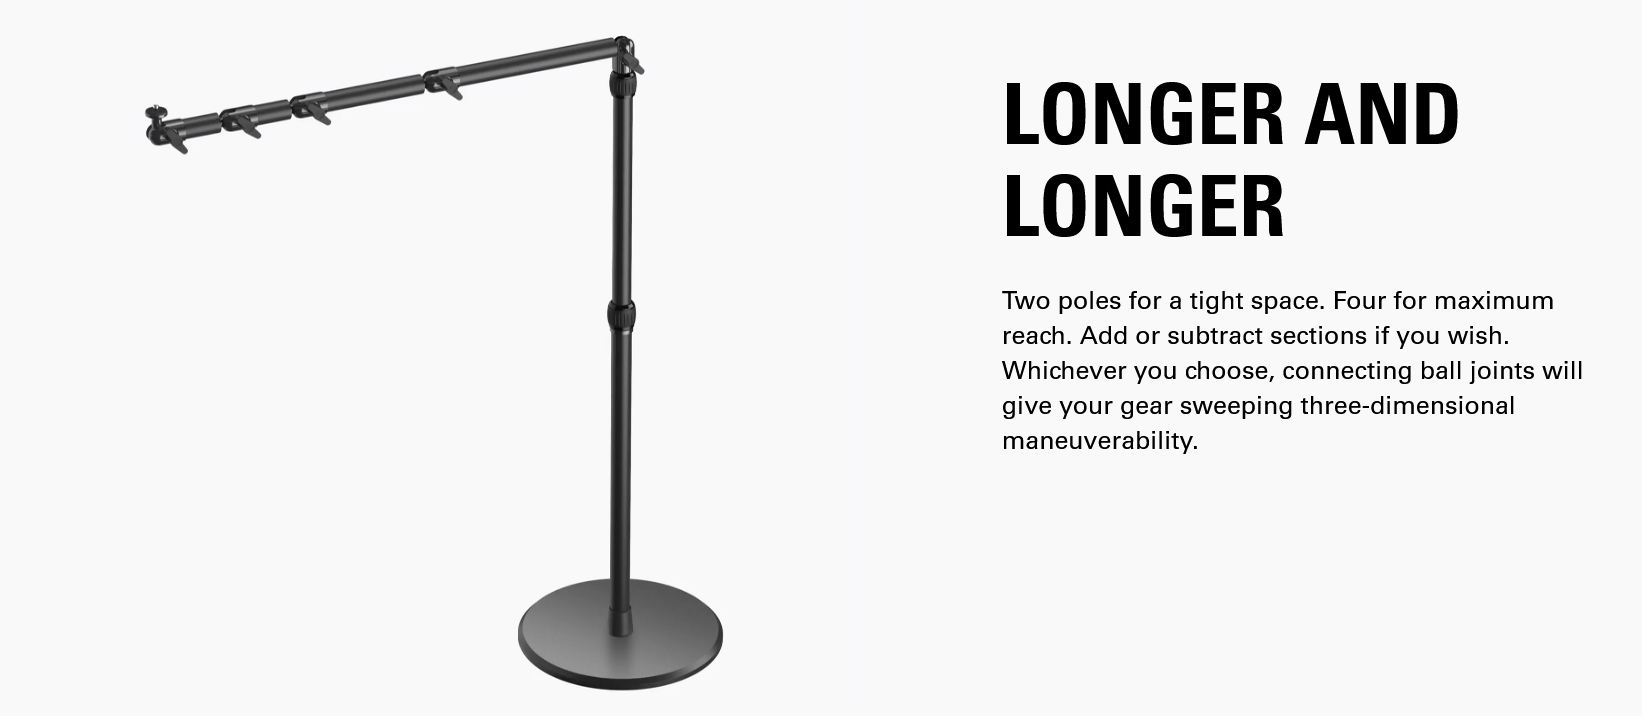 LONGER AND
LONGER
Two poles for a tight space. Four for maximum
reach. Add or subtract sections if you wish.
Whichever you choose, connecting ball joints will
give your gear sweeping three-dimensional
maneuverability.